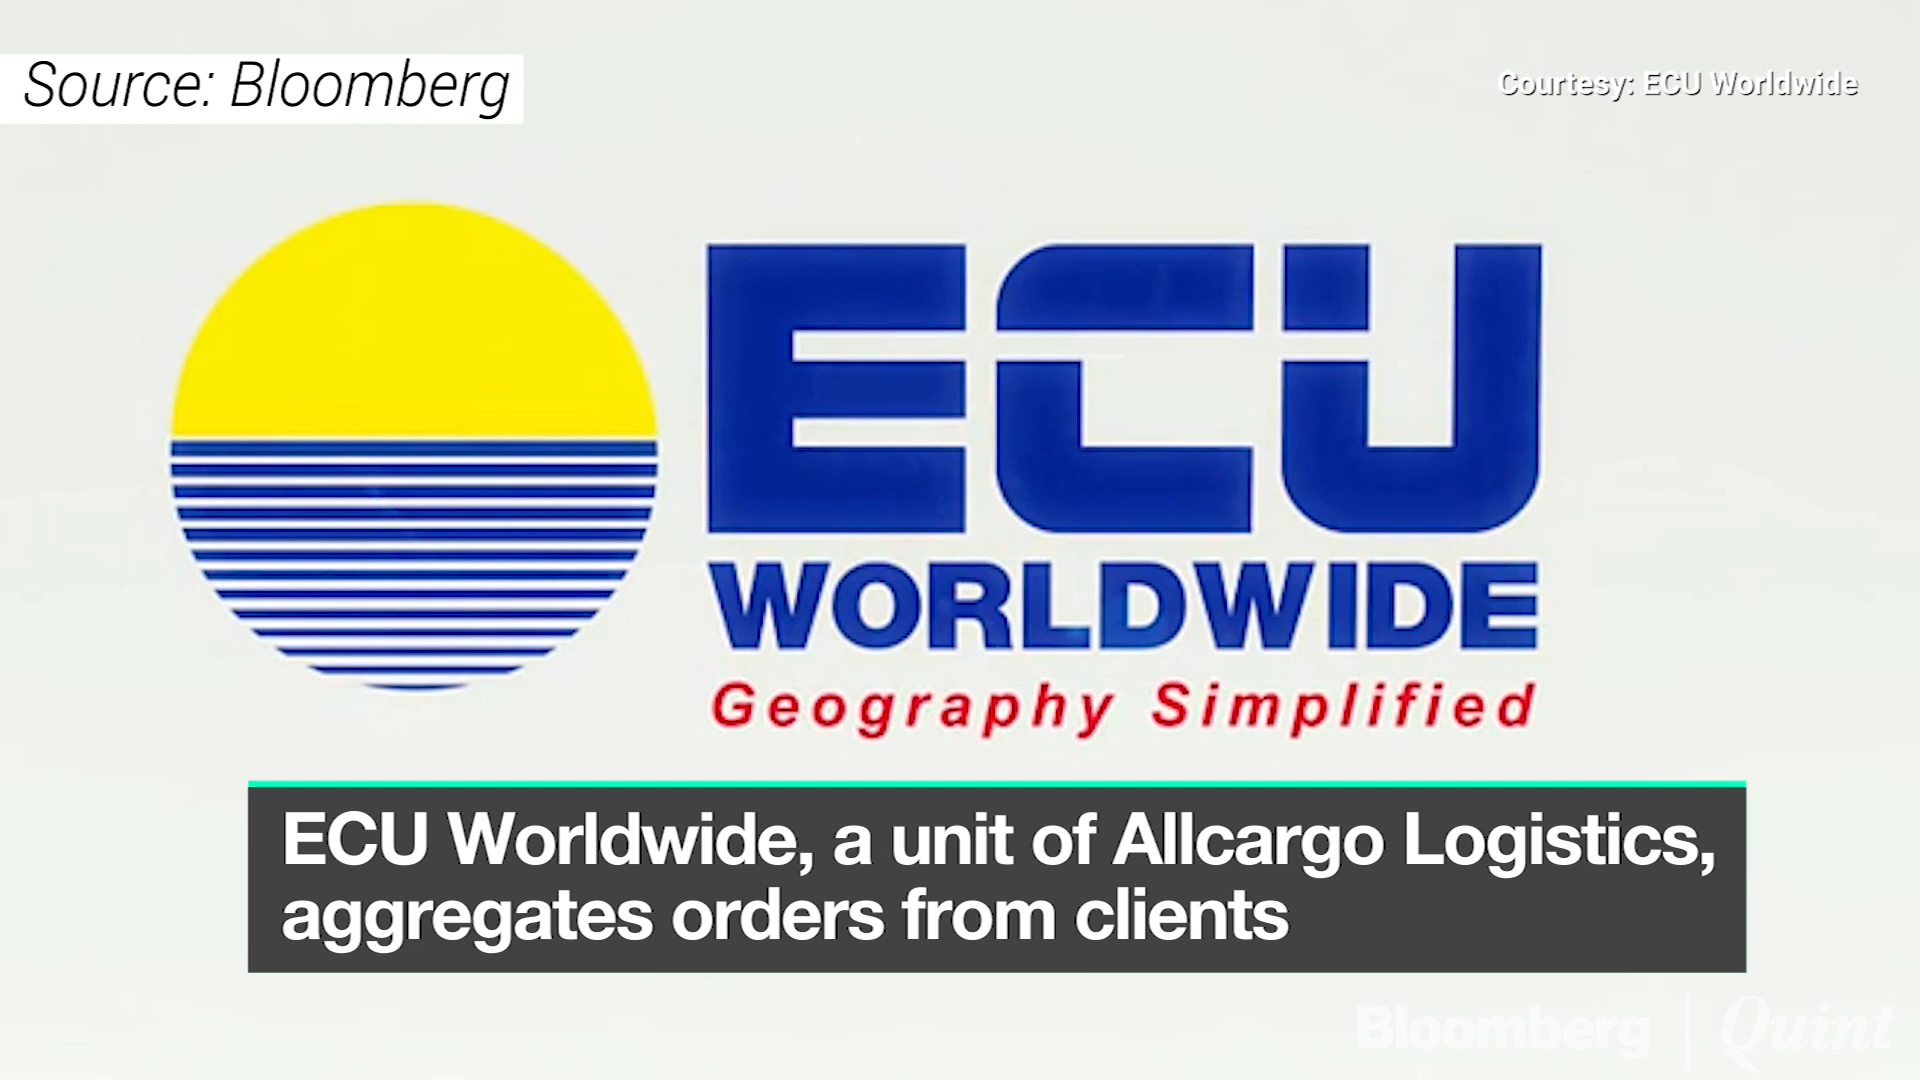 Source: Bloomberg
Courtesy: ECU Worldwide
ECU
WORLDWIDE
Geography Simplified
ECU Worldwide, a unit of Allcargo Logistics,
aggregates orders from clients
Bloomberg | Quint